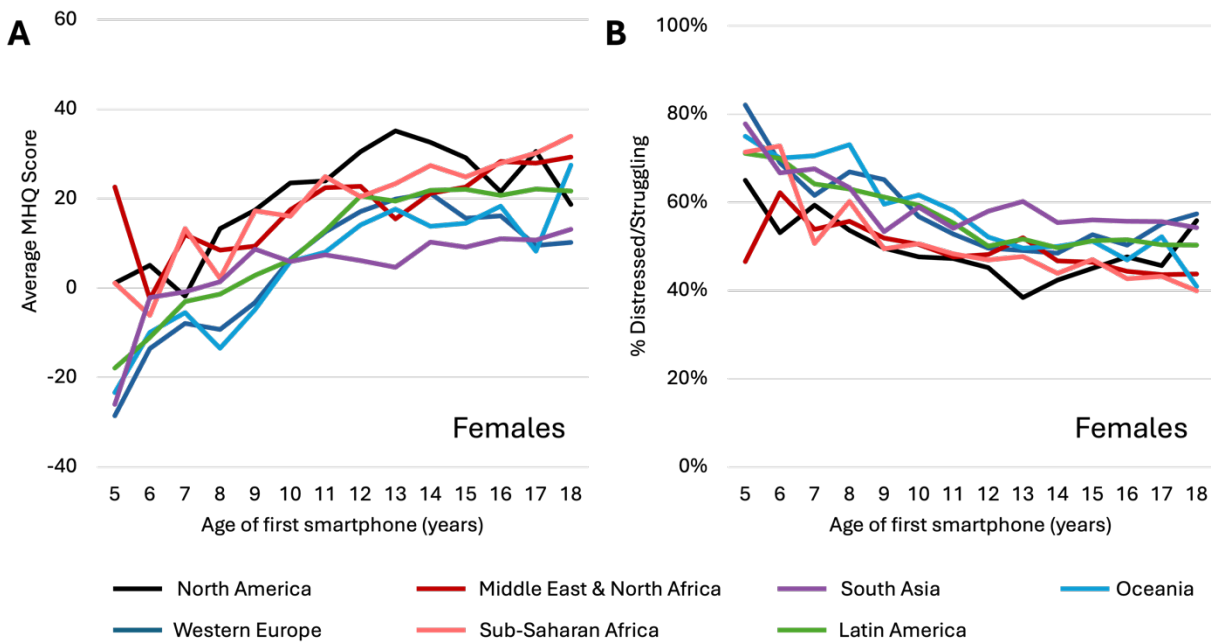 A
Average MHQ Score
60
40
20
0
-20
-40
Females
5 6 7 8 9 10 11 12 13 14 15 16 17 18
Age of first smartphone (years)
B
% Distressed/Struggling
100%
80%
60%
40%
20%
0%
Females
5 6 7 8 9 10 11 12 13 14 15 16 17 18
Age of first smartphone (years)
North America
Middle East & North Africa
South Asia
Oceania
Western Europe
Sub-Saharan Africa
Latin America